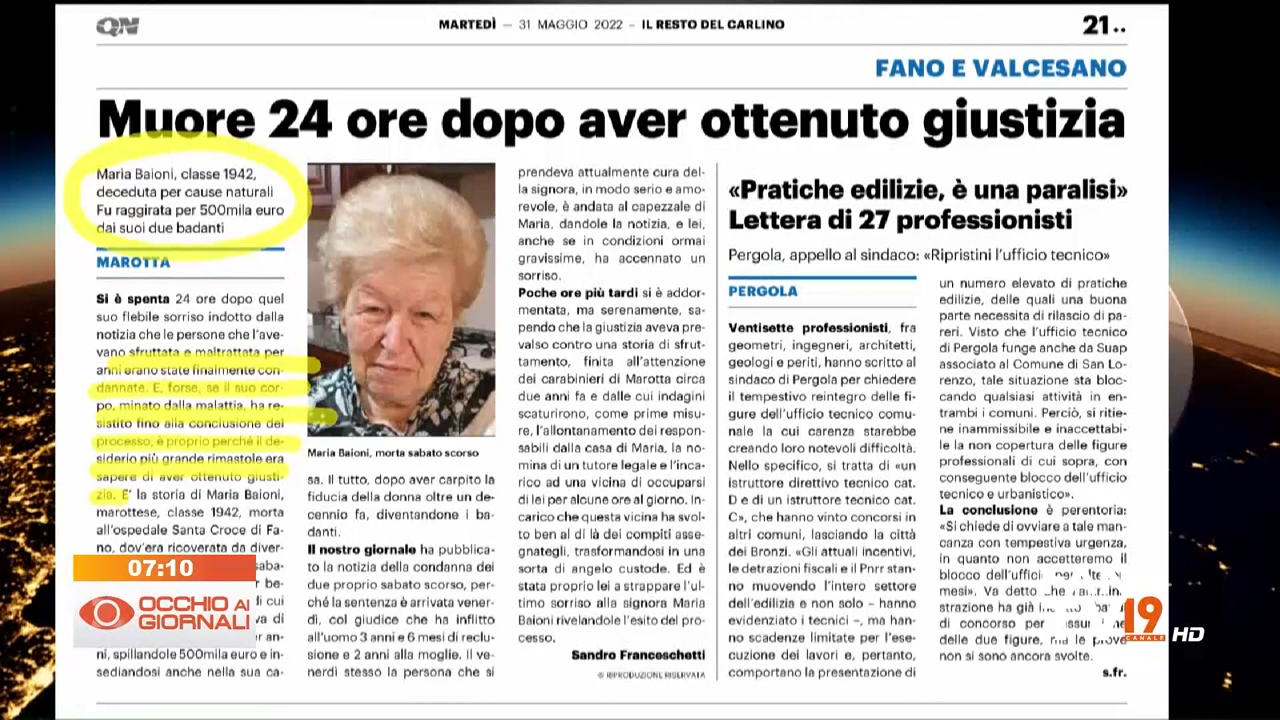 QN
MARTEDÌ — 31 MAGGIO 2022 – IL RESTO DEL CARLINO
21..
FANO E VALCESANO
Muore 24 ore dopo aver ottenuto giustizia
Maria Baioni, classe 1942,
deceduta per cause naturali
Fu raggirata per 500mila euro
dai suoi due badanti
MAROTTA
Si è spenta 24 ore dopo quel
suo flebile sorriso indotto dalla
notizia che le persone che l'ave-
vano sfruttata e maltrattata per
anni erano state finalmente con-
dannate. E, forse, se il suo cor-
po, minato dalla malattia, ha re-
sistito fino alla conclusione del
processo, è proprio perché il de-
siderio più grande rimastole era
sapere di aver ottenuto giusti-
zia. E' la storia di Maria Baioni,
marottese, classe 1942, morta
all'ospedale Santa Croce di Fa-
no, dov'era ricoverata da diver-
ni, spillandole 500mila euro e in-
sediandosi anche nella sua ca-
Maria Baioni, morta sabato scorso
sa. Il tutto, dopo aver carpito la
fiducia della donna oltre un de-
cennio fa, diventandone i ba-
danti.
Il nostro giornale ha pubblica-
to la notizia della condanna dei
due proprio sabato scorso, per-
ché la sentenza è arrivata vener-
dì, col giudice che ha inflitto
all'uomo 3 anni e 6 mesi di reclu-
sione e 2 anni alla moglie. Il ve-
nerdì stesso la persona che si
prendeva attualmente cura del-
la signora, in modo serio e amo-
revole, è andata al capezzale di
Maria, dandole la notizia, e lei,
anche se in condizioni ormai
gravissime, ha accennato un
sorriso.
Poche ore più tardi si è addor-
mentata, ma serenamente, sa-
pendo che la giustizia aveva pre-
valso contro una storia di sfrut-
tamento, finita all'attenzione
dei carabinieri di Marotta circa
due anni fa e dalle cui indagini
scaturirono, come prime misu-
re, l'allontanamento dei respon-
sabili dalla casa di Maria, la no-
mina di un tutore legale e l'inca-
rico ad una vicina di occuparsi
di lei per alcune ore al giorno. In-
carico che questa vicina ha svol-
to ben al di là dei compiti asse-
gnategli, trasformandosi in una
sorta di angelo custode. Ed è
stata proprio lei a strappare l'ul-
timo sorriso alla signora Maria
Baioni rivelandole l'esito del pro-
cesso.
Sandro Franceschetti
© RIPRODUZIONE RISERVATA
«Pratiche edilizie, è una paralisi»
Lettera di 27 professionisti
Pergola, appello al sindaco: «Ripristini l'ufficio tecnico»
PERGOLA
Ventisette professionisti, fra
geometri, ingegneri, architetti,
geologi e periti, hanno scritto al
sindaco di Pergola per chiedere
il tempestivo reintegro delle fi-
gure dell'ufficio tecnico comu-
nale la cui carenza starebbe
creando loro notevoli difficoltà.
Nello specifico, si tratta di «un
istruttore direttivo tecnico cat.
D e di un istruttore tecnico cat.
C», che hanno vinto concorsi in
altri comuni, lasciando la città
dei Bronzi. «Gli attuali incentivi,
le detrazioni fiscali e il Pnrr stan-
no muovendo l'intero settore
dell'edilizia e non solo – hanno
evidenziato i tecnici –, ma han-
no scadenze limitate per l'ese-
cuzione dei lavori e, pertanto,
comportano la presentazione di
un numero elevato di pratiche
edilizie, delle quali una buona
parte necessita di rilascio di pa-
reri. Visto che l'ufficio tecnico
di Pergola funge anche da Suap
associato al Comune di San Lo-
renzo, tale situazione sta bloc-
cando qualsiasi attività in en-
trambi i comuni. Perciò, si ritie-
ne inammissibile e inaccettabi-
le la non copertura delle figure
professionali di cui sopra, con
conseguente blocco dell'ufficio
tecnico e urbanistico».
La conclusione è perentoria:
«Si chiede di ovviare a tale man-
canza con tempestiva urgenza,
in quanto non accetteremo il
blocco dell'ufficio
mesi». Va detto che
strazione ha già
di concorso per
delle due figure, ma le prove
non si sono ancora svolte.
s.fr.
07:10
OCCHIO AI
GIORNALI
19
CANALE
HD